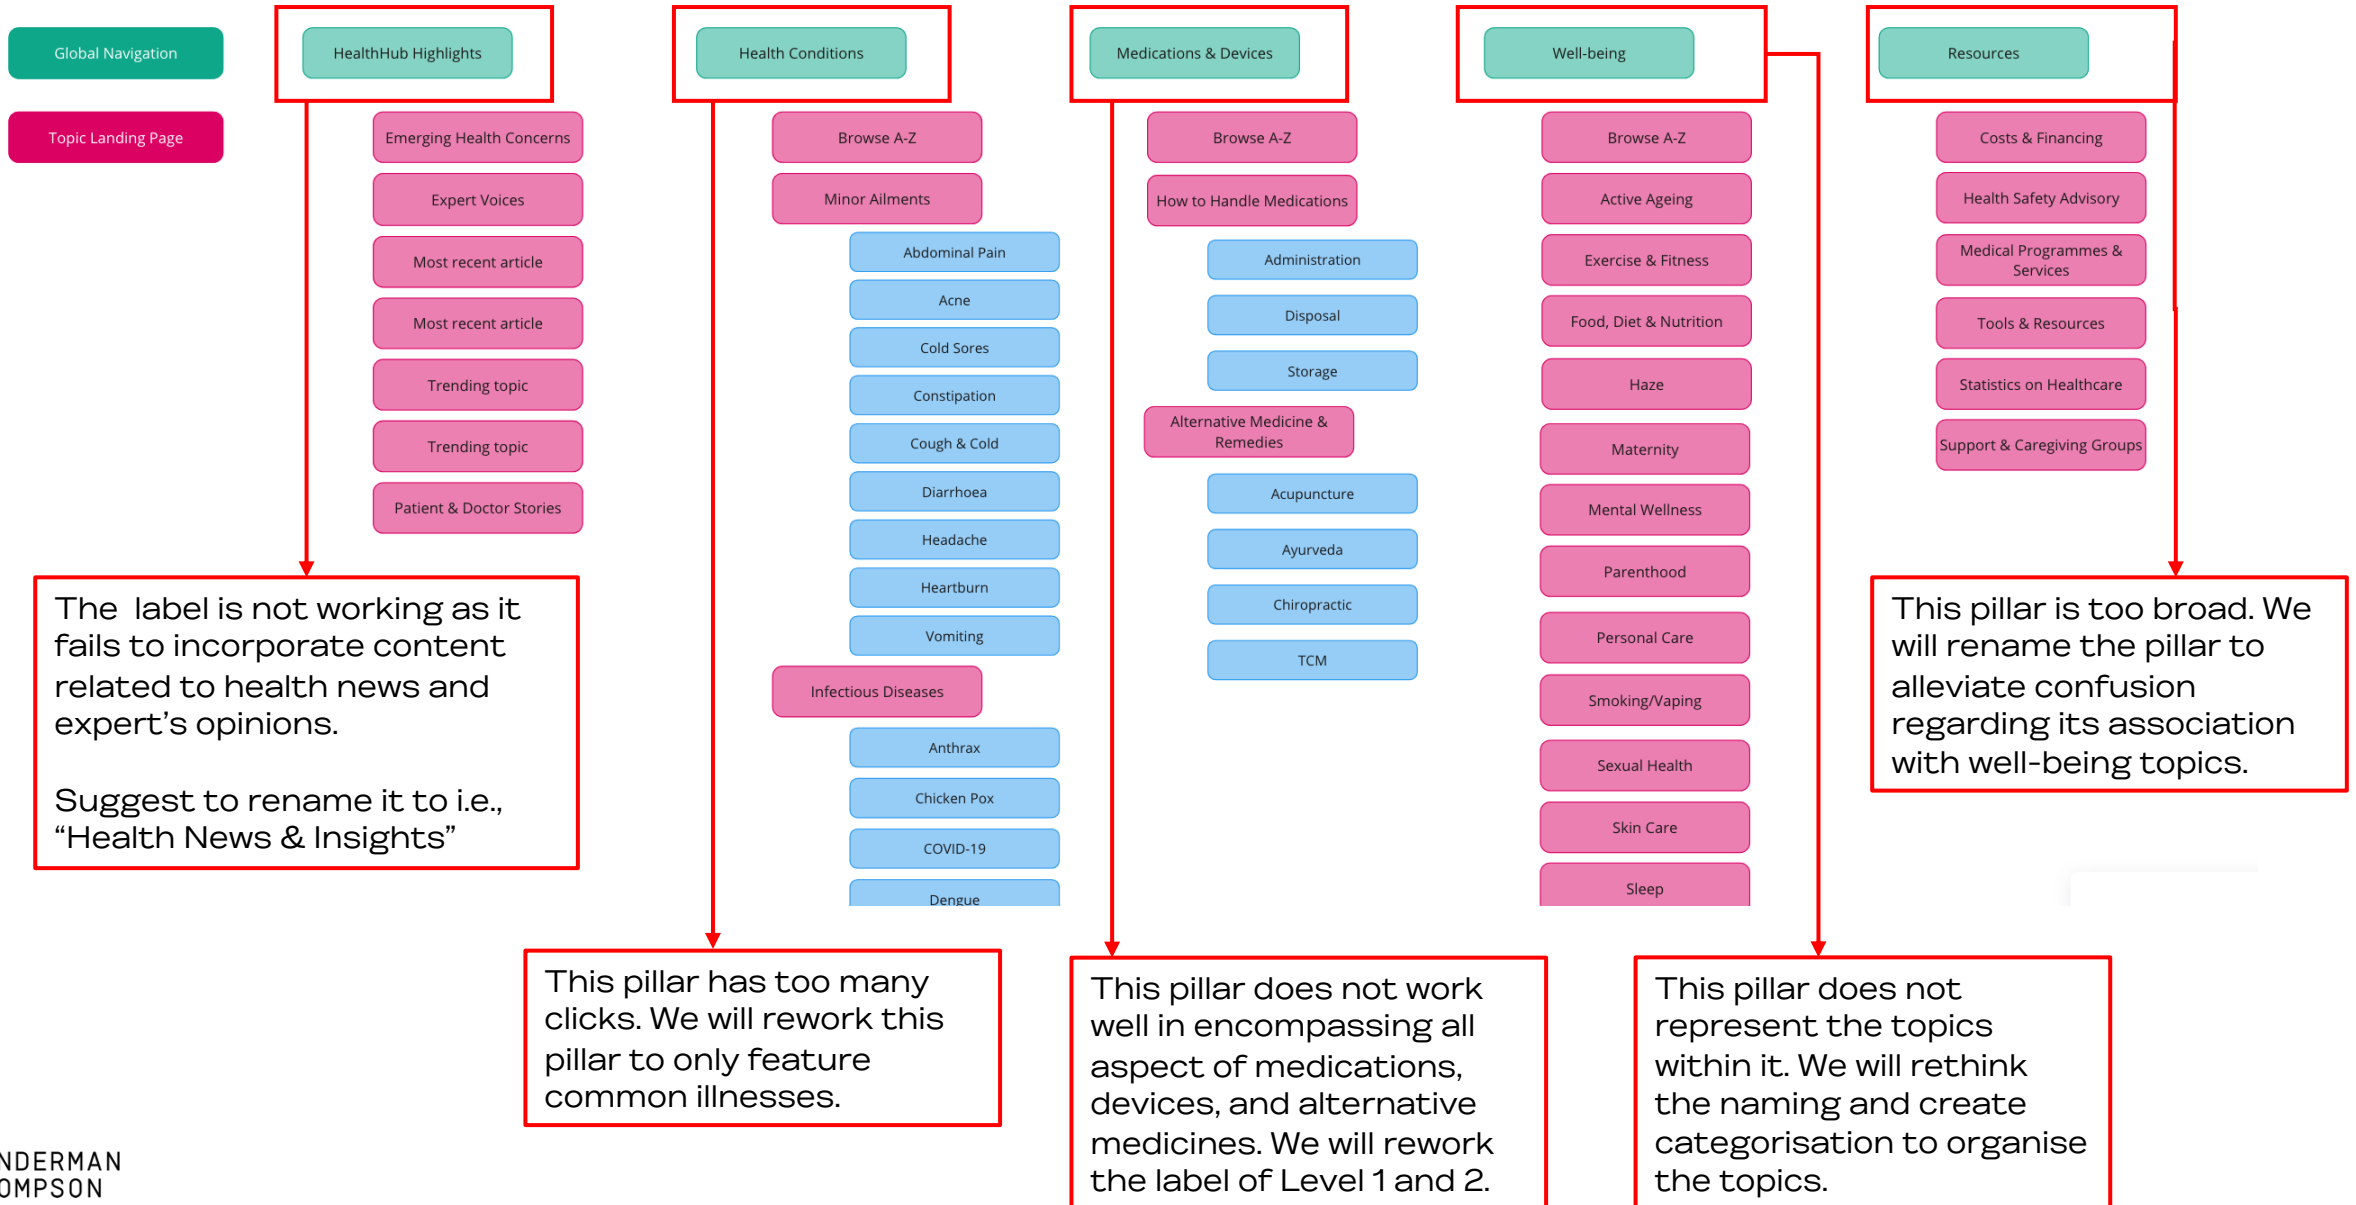 Global Navigation
Topic Landing Page
HealthHub Highlights
Emerging Health Concerns
Expert Voices
Most recent article
Most recent article
Trending topic
Trending topic
Patient & Doctor Stories
The label is not working as it
fails to incorporate content
related to health news and
expert’s opinions.
Suggest to rename it to i.e.,
“Health News & Insights”
Health Conditions
Browse A-Z
Minor Ailments
Abdominal Pain
Acne
Cold Sores
Constipation
Cough & Cold
Diarrhoea
Headache
Heartburn
Vomiting
Infectious Diseases
Anthrax
Chicken Pox
COVID-19
Dengue
This pillar has too many
clicks. We will rework this
pillar to only feature
common illnesses.
Medications & Devices
Browse A-Z
How to Handle Medications
Administration
Disposal
Storage
Alternative Medicine &
Remedies
Acupuncture
Ayurveda
Chiropractic
TCM
This pillar does not work
well in encompassing all
aspect of medications,
devices, and alternative
medicines. We will rework
the label of Level 1 and 2.
Well-being
Browse A-Z
Active Ageing
Exercise & Fitness
Food, Diet & Nutrition
Haze
Maternity
Mental Wellness
Parenthood
Personal Care
Smoking/Vaping
Sexual Health
Skin Care
Sleep
This pillar does not
represent the topics
within it. We will rethink
the naming and create
categorisation to organise
the topics.
Resources
Costs & Financing
Health Safety Advisory
Medical Programmes &
Services
Tools & Resources
Statistics on Healthcare
Support & Caregiving Groups
This pillar is too broad. We
will rename the pillar to
alleviate confusion
regarding its association
with well-being topics.
NDERMAN
OMPSON